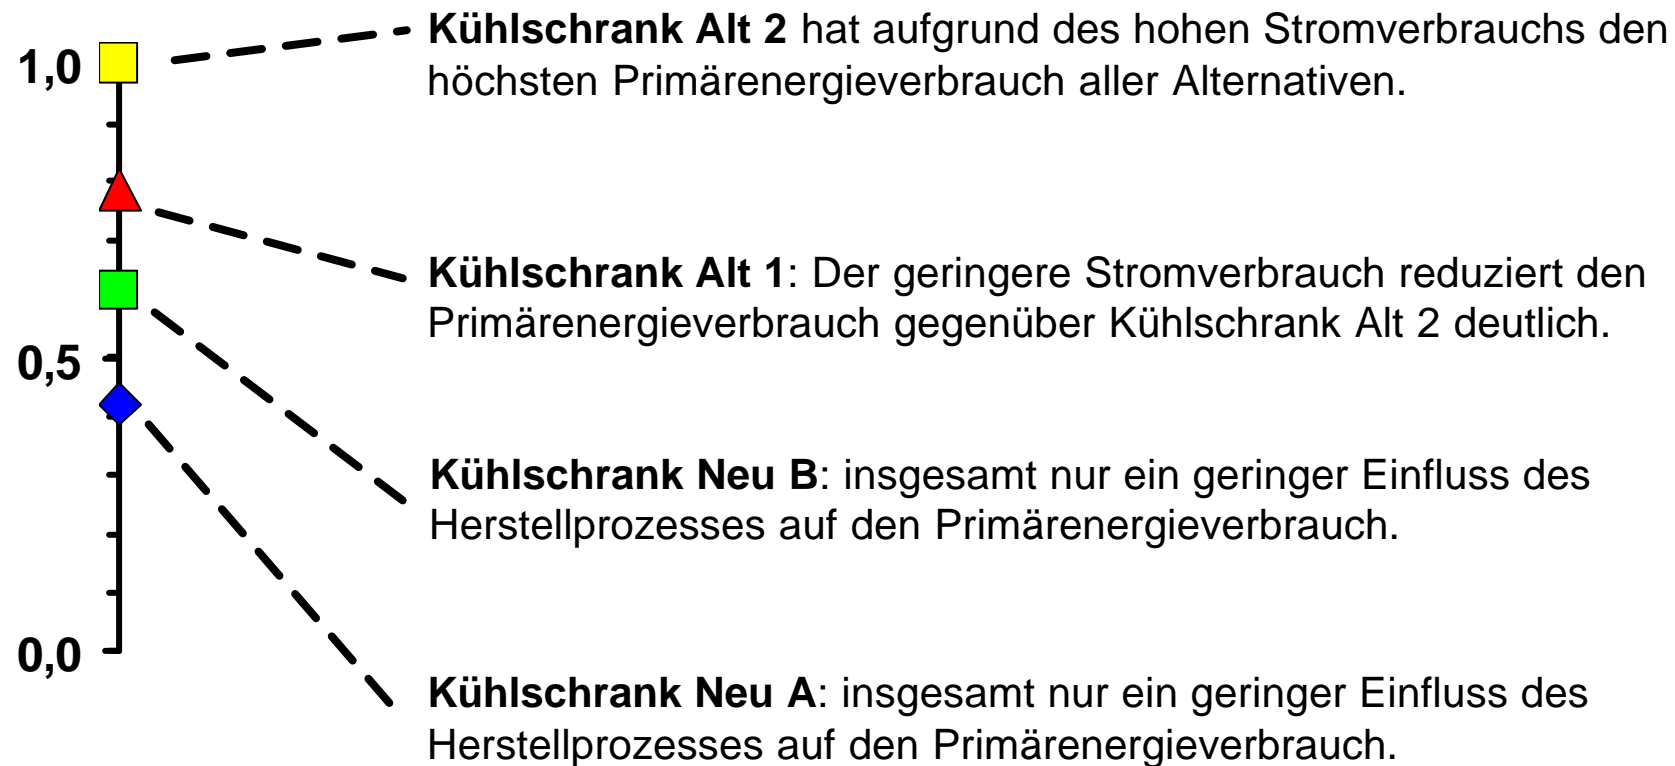 1,0
Kühlschrank Alt 2 hat aufgrund des hohen Stromverbrauchs den
höchsten Primärenergieverbrauch aller Alternativen.
Kühlschrank Alt 1: Der geringere Stromverbrauch reduziert den
Primärenergieverbrauch gegenüber Kühlschrank Alt 2 deutlich.
0,5
Kühlschrank Neu B: insgesamt nur ein geringer Einfluss des
Herstellprozesses auf den Primärenergieverbrauch.
0,0
Kühlschrank Neu A: insgesamt nur ein geringer Einfluss des
Herstellprozesses auf den Primärenergieverbrauch.